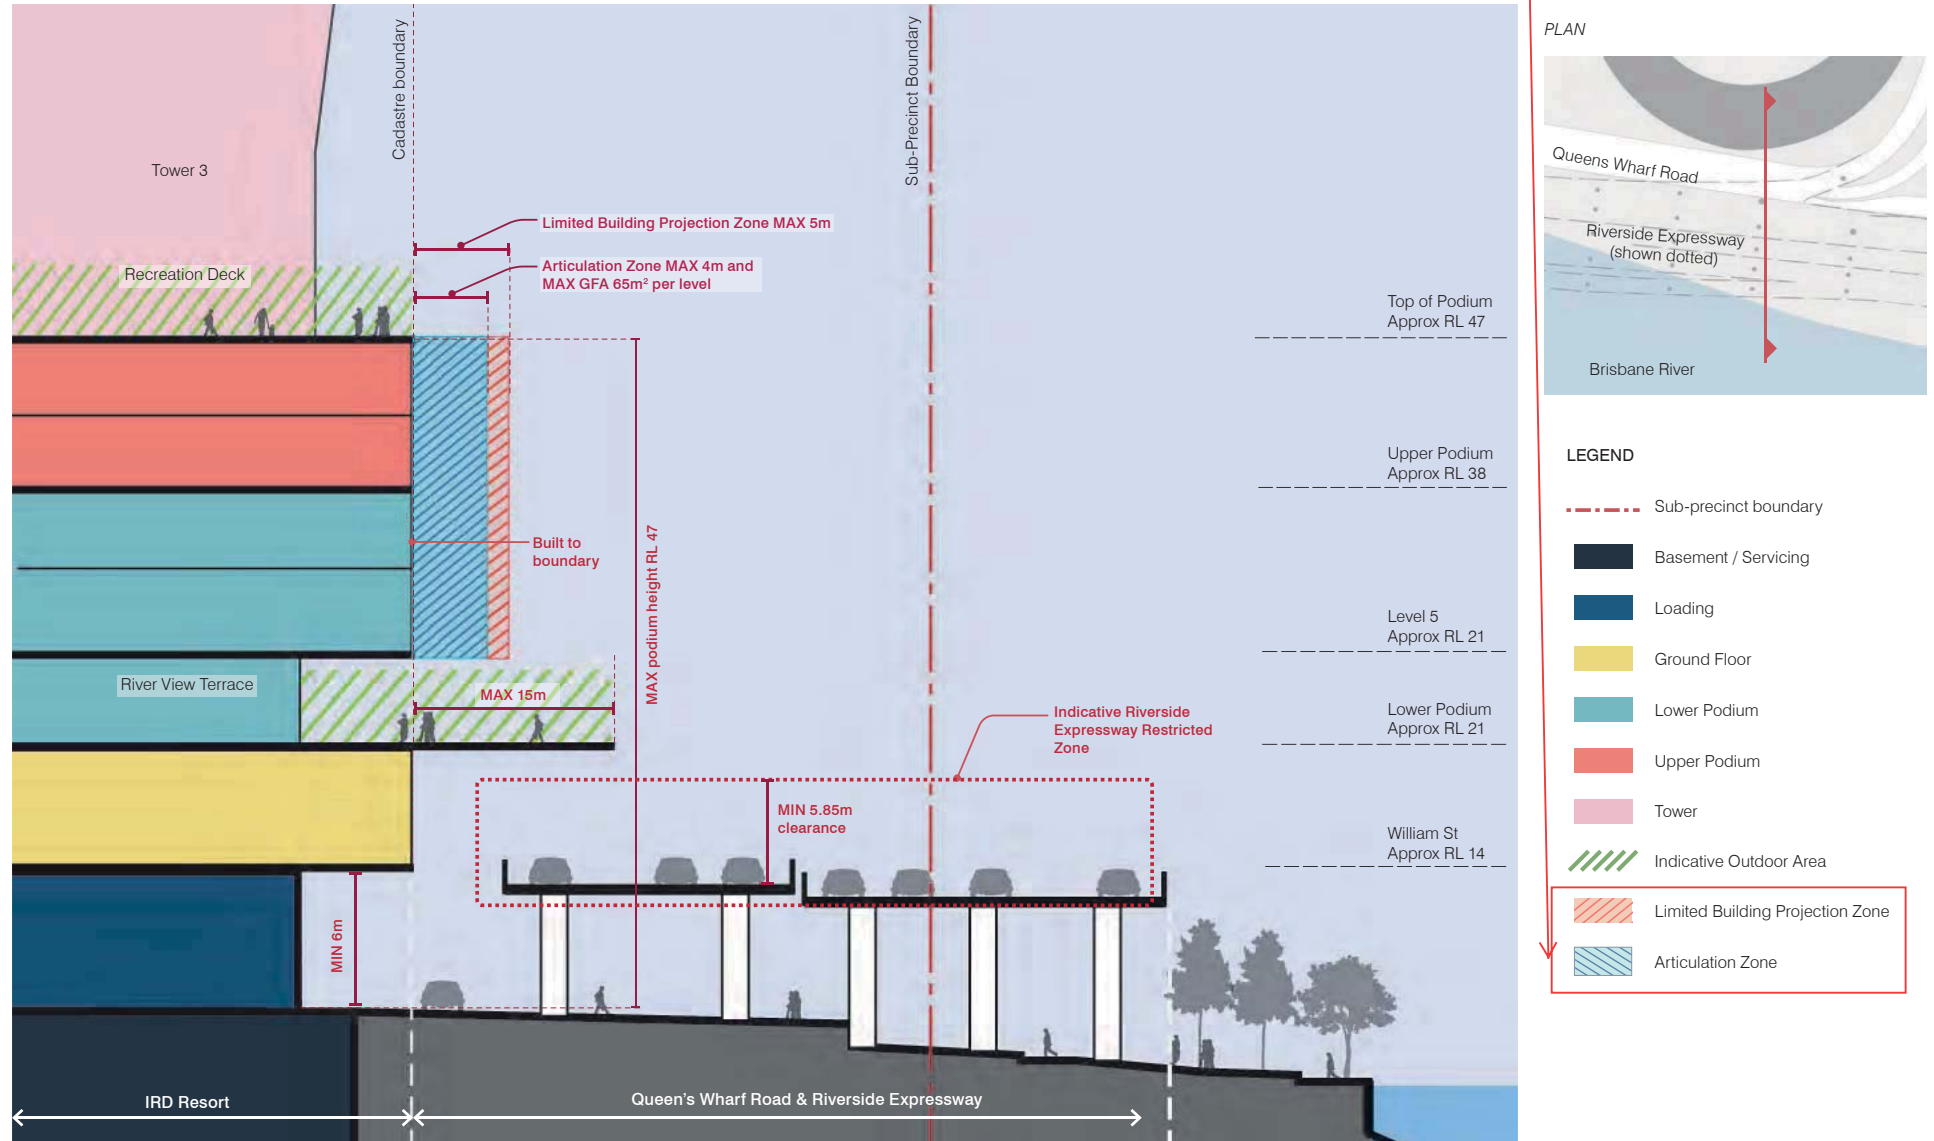 Cadastre boundary
Sub-Precinct Boundary
Tower 3
Limited Building Projection Zone MAX 5m
Articulation Zone MAX 4m and
MAX GFA 65m² per level
Recreation Deck
Top of Podium
Approx RL 47
Upper Podium
Approx RL 38
Built to
boundary
MAX podium height RL 47
Level 5
Approx RL 21
River View Terrace
MAX 15m
Indicative Riverside
Expressway Restricted
Zone
Lower Podium
Approx RL 21
MIN 5.85m
clearance
William St
Approx RL 14
MIN 6m
IRD Resort
Queen's Wharf Road & Riverside Expressway
PLAN
Queens Wharf Road
Riverside Expressway
(shown dotted)
Brisbane River
LEGEND
Sub-precinct boundary
Basement / Servicing
Loading
Ground Floor
Lower Podium
Upper Podium
Tower
Indicative Outdoor Area
Limited Building Projection Zone
Articulation Zone